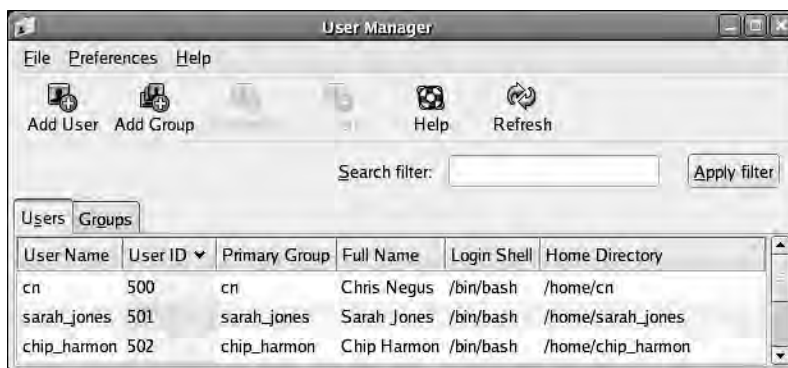 User Manager
File Preferences Help
Add User Add Group Help Refresh
Search filter: Apply filter
Users Groups
User Name User ID Primary Group Full Name Login Shell Home Directory
cn 500 cn Chris Negus /bin/bash /home/cn
sarah_jones 501 sarah_jones Sarah Jones /bin/bash /home/sarah_jones
chip_harmon 502 chip_harmon Chip Harmon /bin/bash /home/chip_harmon